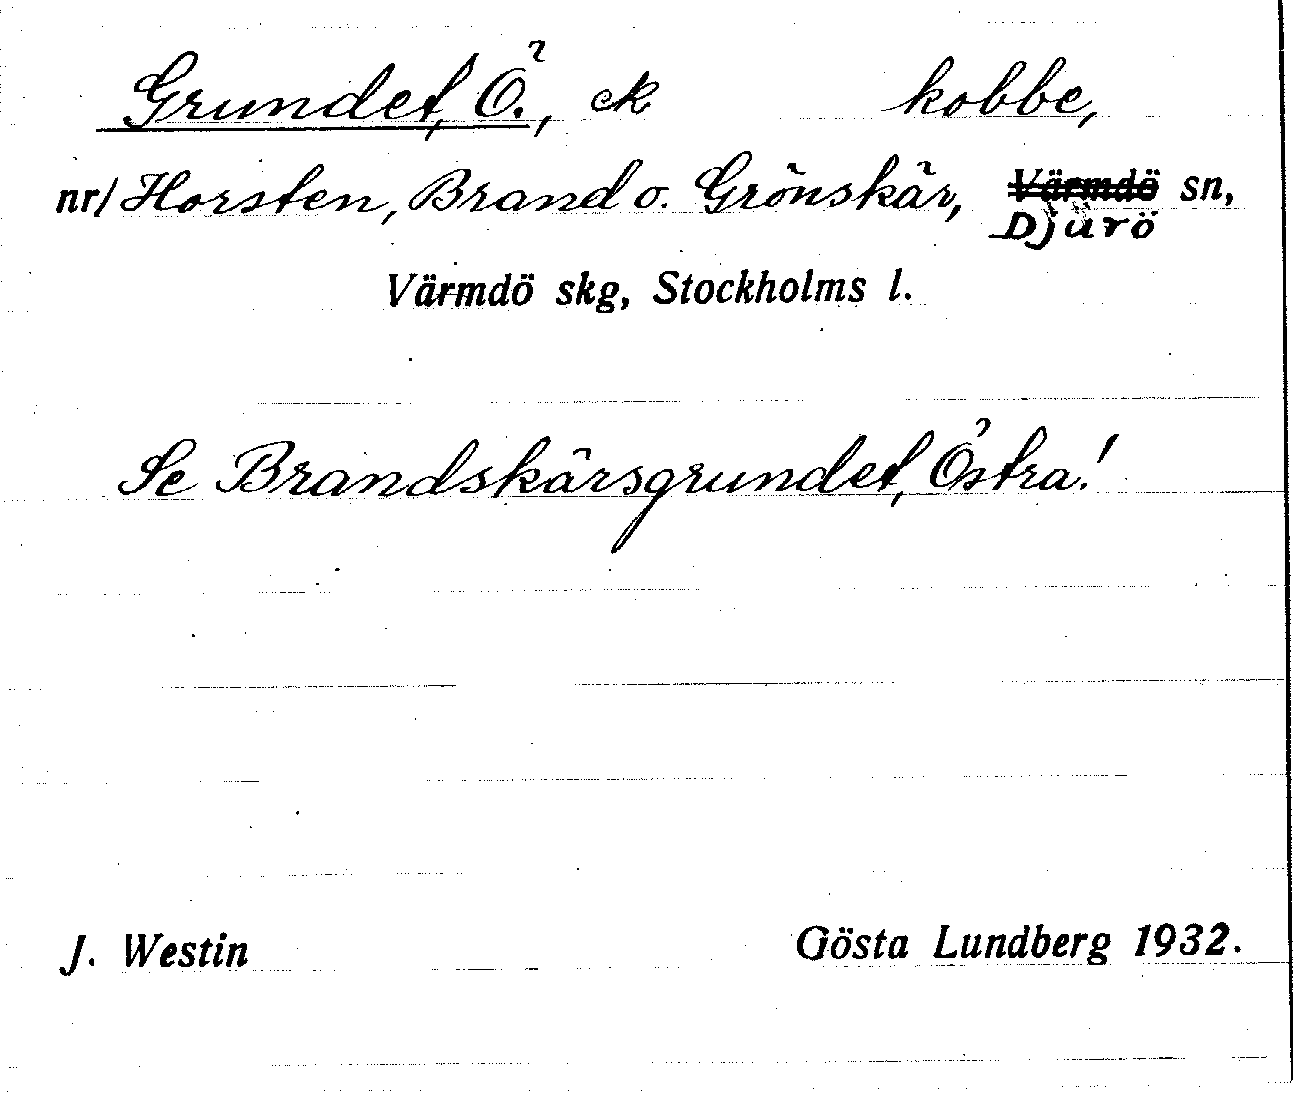 Grundet, Ö., ek kobbe,
nr/ Horsten, Brand o. Grönskär, Värmdö sn,
Djurö
Värmdö skg, Stockholms l.
Se Brandskärsgrundet, Östra!
J. Westin Gösta Lundberg 1932.